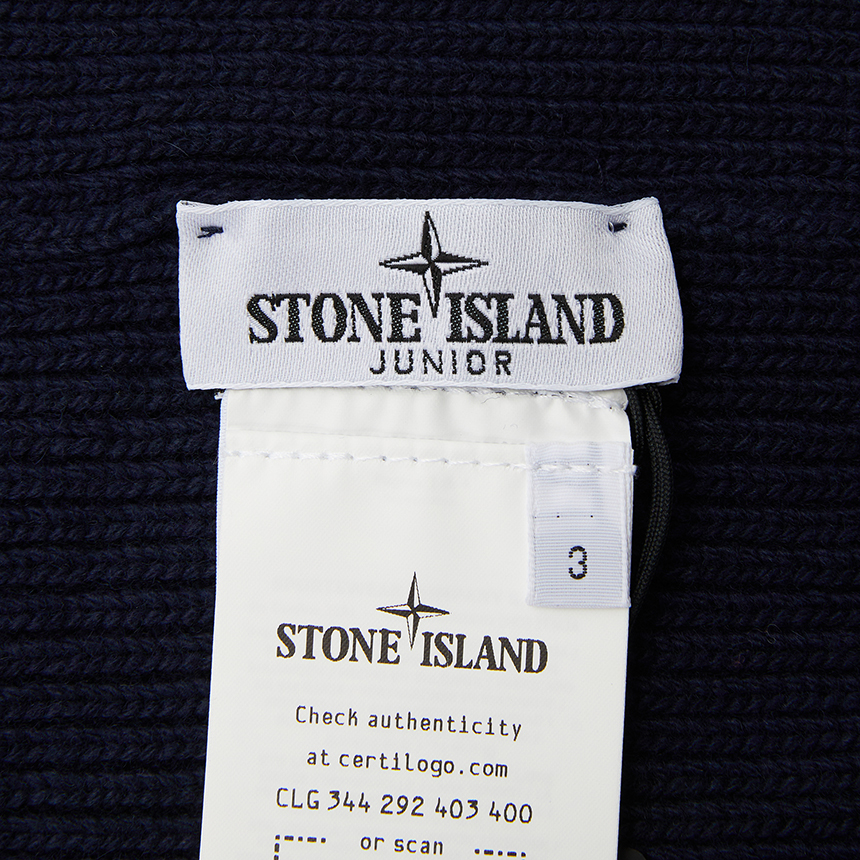 STONE ISLAND
JUNIOR
3
STONE ISLAND
Check authenticity
at certilogo.com
CLG 344 292 403 400
or scan